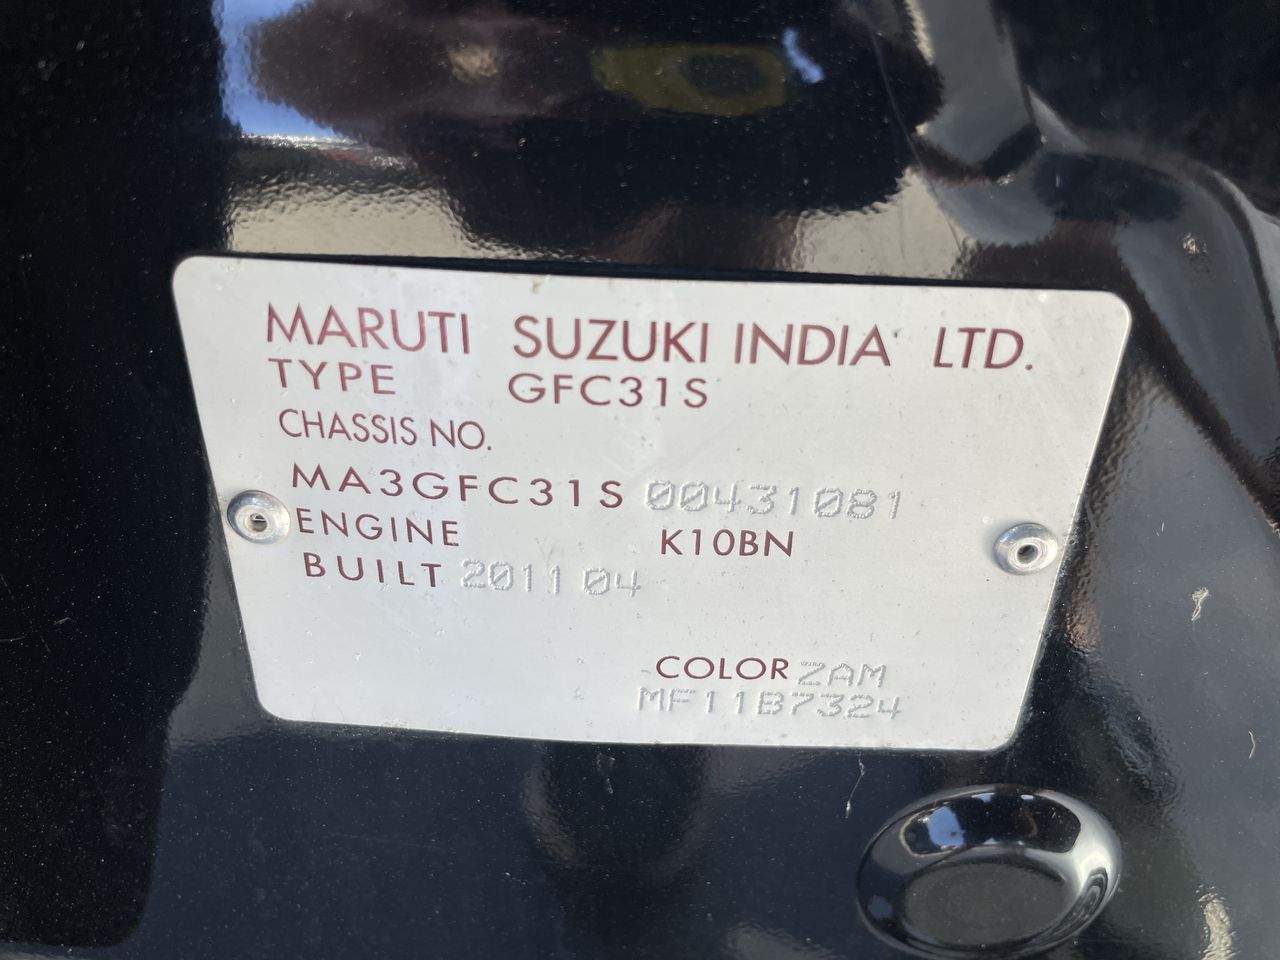 MARUTI SUZUKI INDIA LTD.
TYPE GFC31S
CHASSIS NO.
MA3GFC31S 00431081
ENGINE K10BN
BUILT 2011 04
COLOR ZAM
MF11B7324